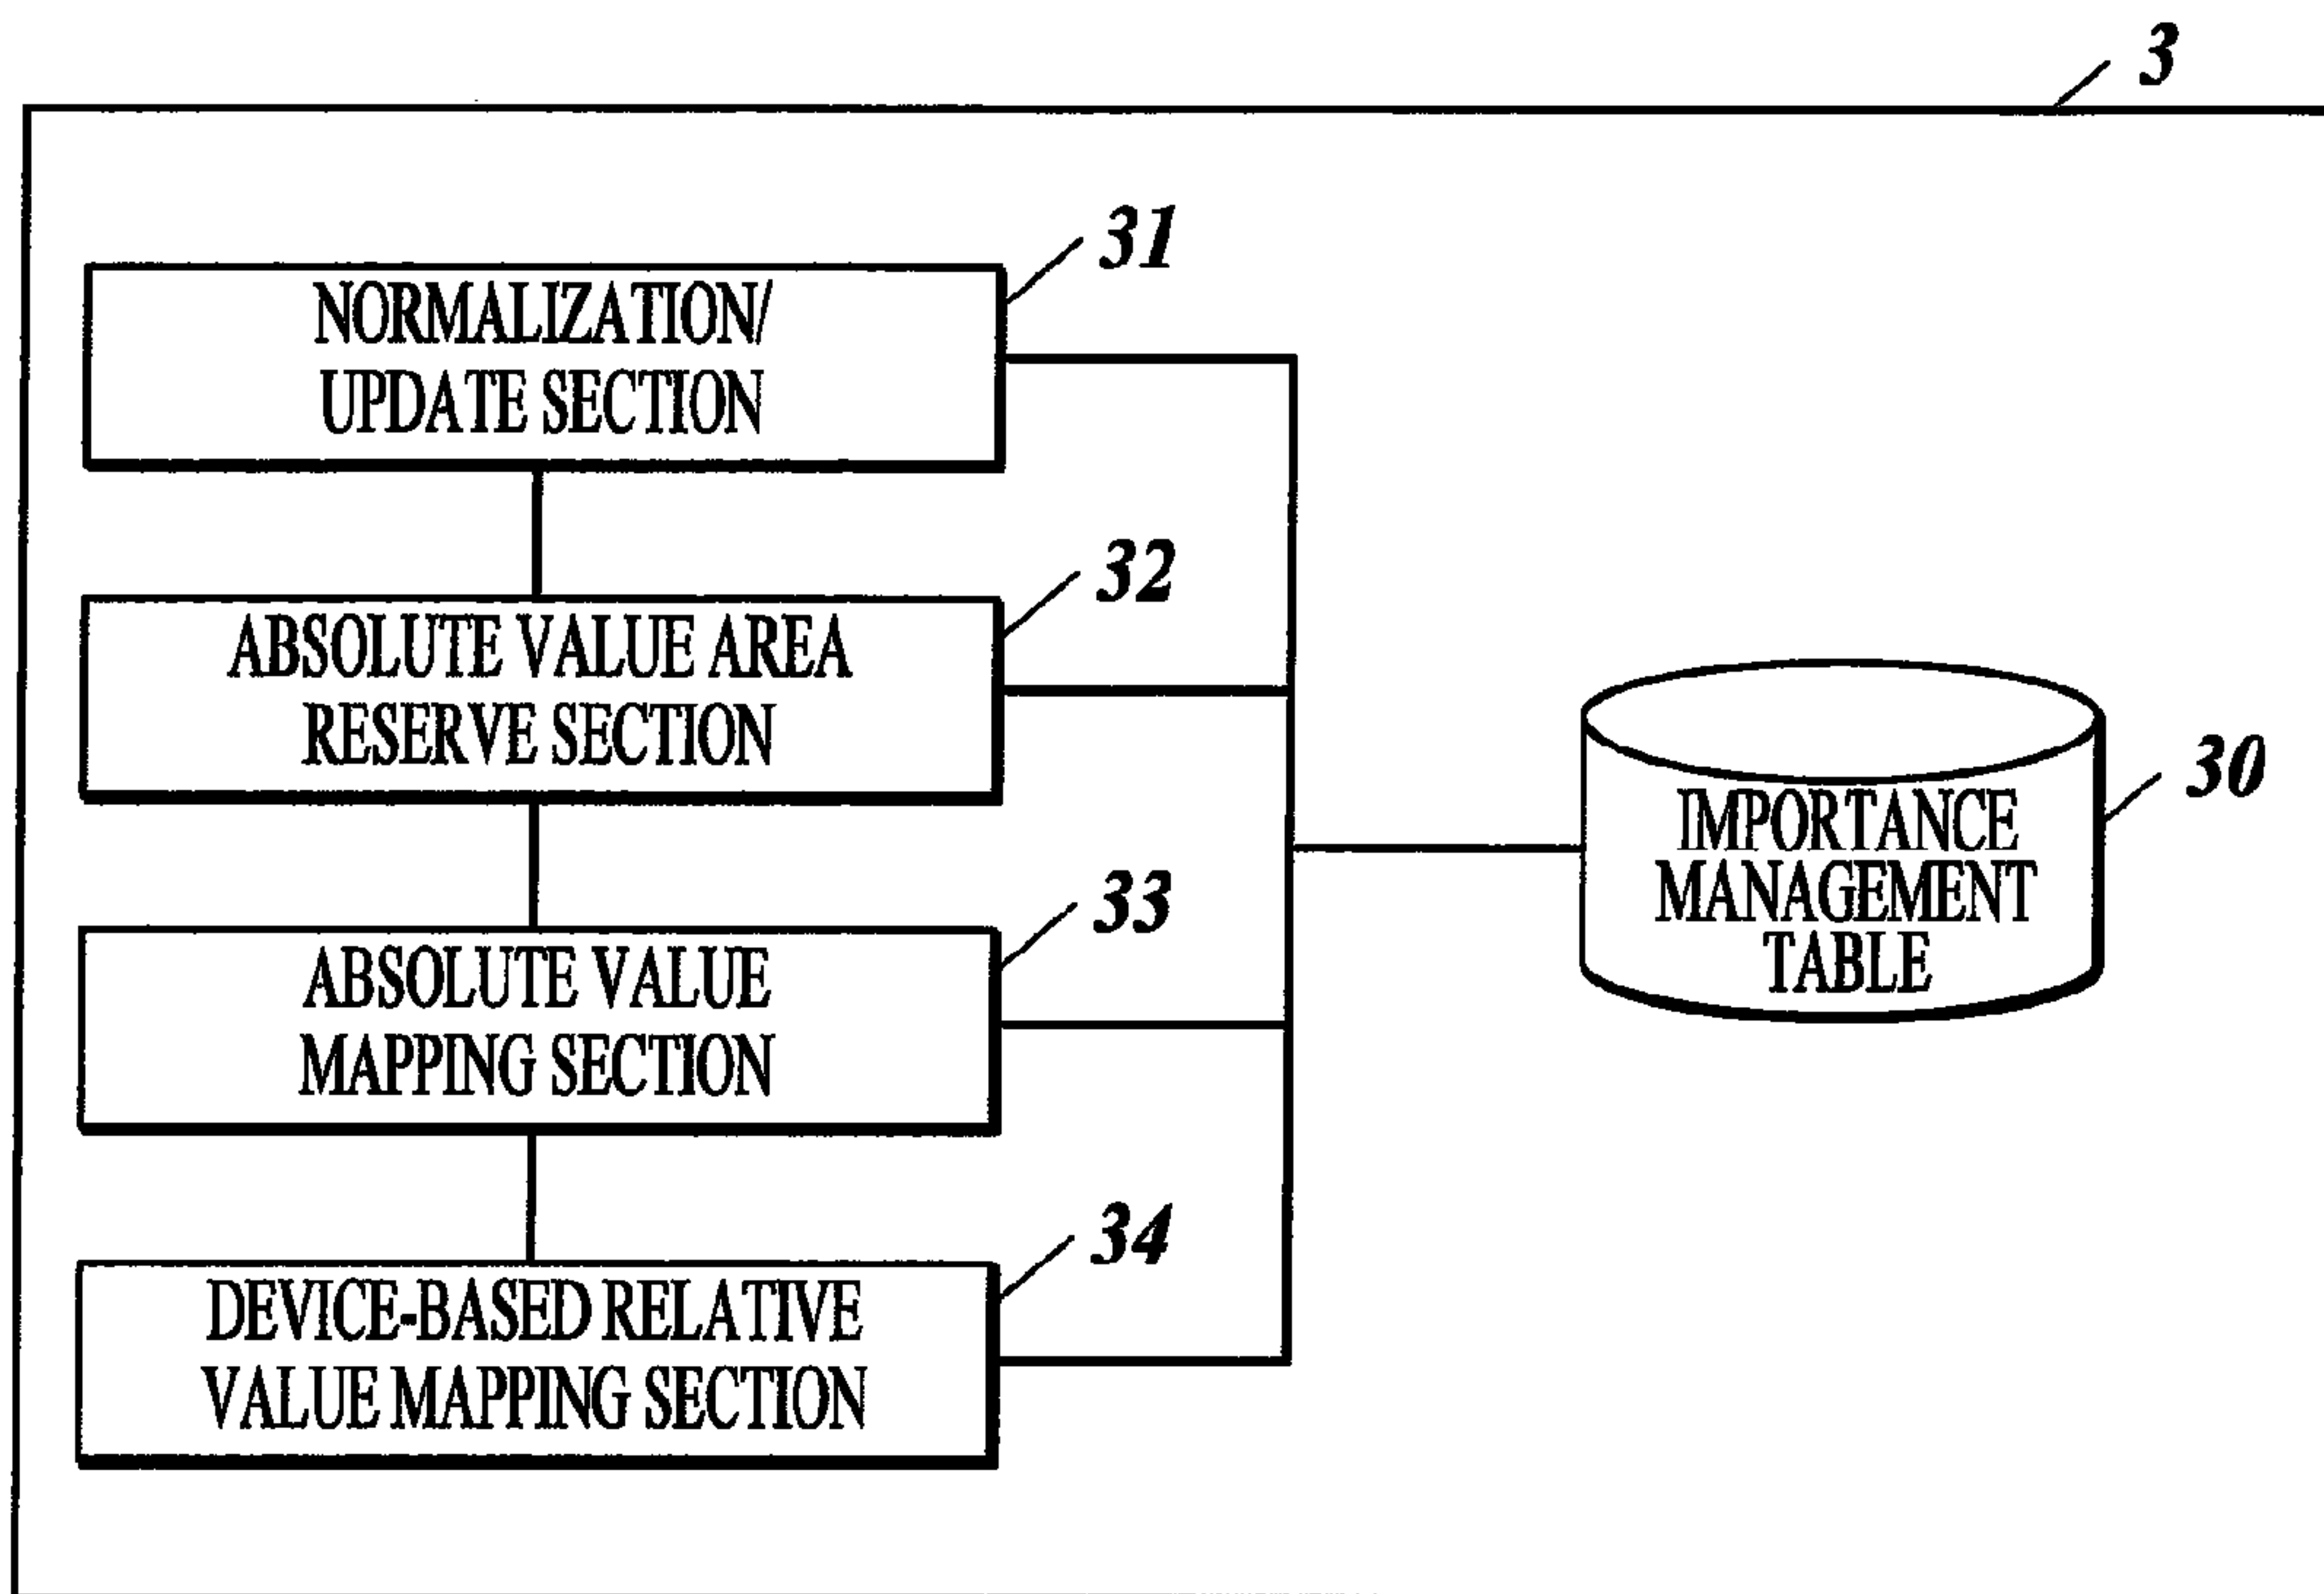 3
31
NORMALIZATION/
UPDATE SECTION
32
ABSOLUTE VALUE AREA
RESERVE SECTION
30
IMPORTANCE
MANAGEMENT
TABLE
33
ABSOLUTE VALUE
MAPPING SECTION
34
DEVICE-BASED RELATIVE
VALUE MAPPING SECTION